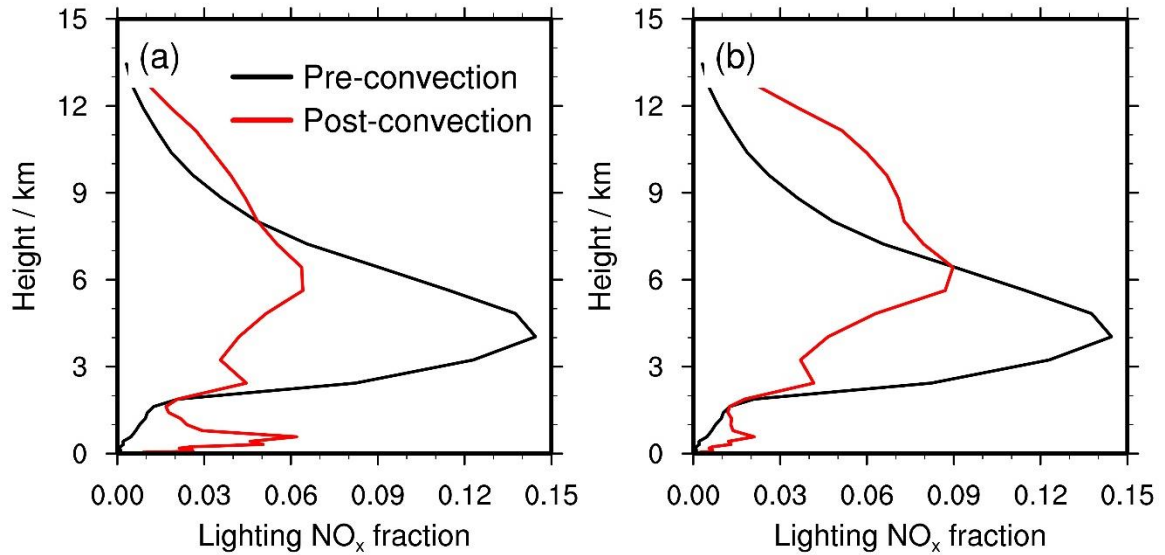 (a)
Pre-convection
Post-convection
15
12
9
6
3
0
Height / km
0.00 0.03 0.06 0.09 0.12 0.15
Lighting NOx fraction
(b)
15
12
9
6
3
0
Height / km
0.00 0.03 0.06 0.09 0.12 0.15
Lighting NOx fraction